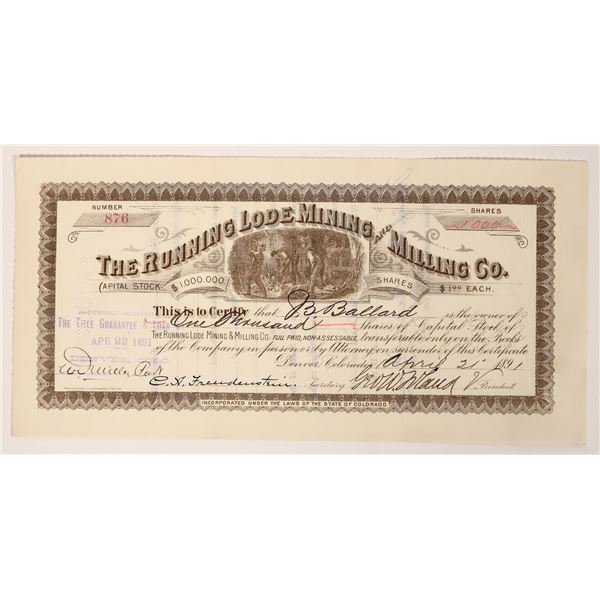 NUMBER
876
SHARES
1000
THE RUNNING LODE MINING AND MILLING CO.
CAPITAL STOCK $1,000,000 SHARES $1.00 EACH.
This is to Certify that J B Ballard is the owner of
One thousand shares of Capital Stock of
THE RUNNING LODE MINING & MILLING CO. FULL PAID, NON-ASSESSABLE, transferable only on the Books
of the Company in person or by Attorney on surrender of this Certificate
Denver, Colorado, April 21 1891
Secretary President
THE TITLE GUARANTEE &
APR 22 1891
DENVER,
INCORPORATED UNDER THE LAWS OF THE STATE OF COLORADO